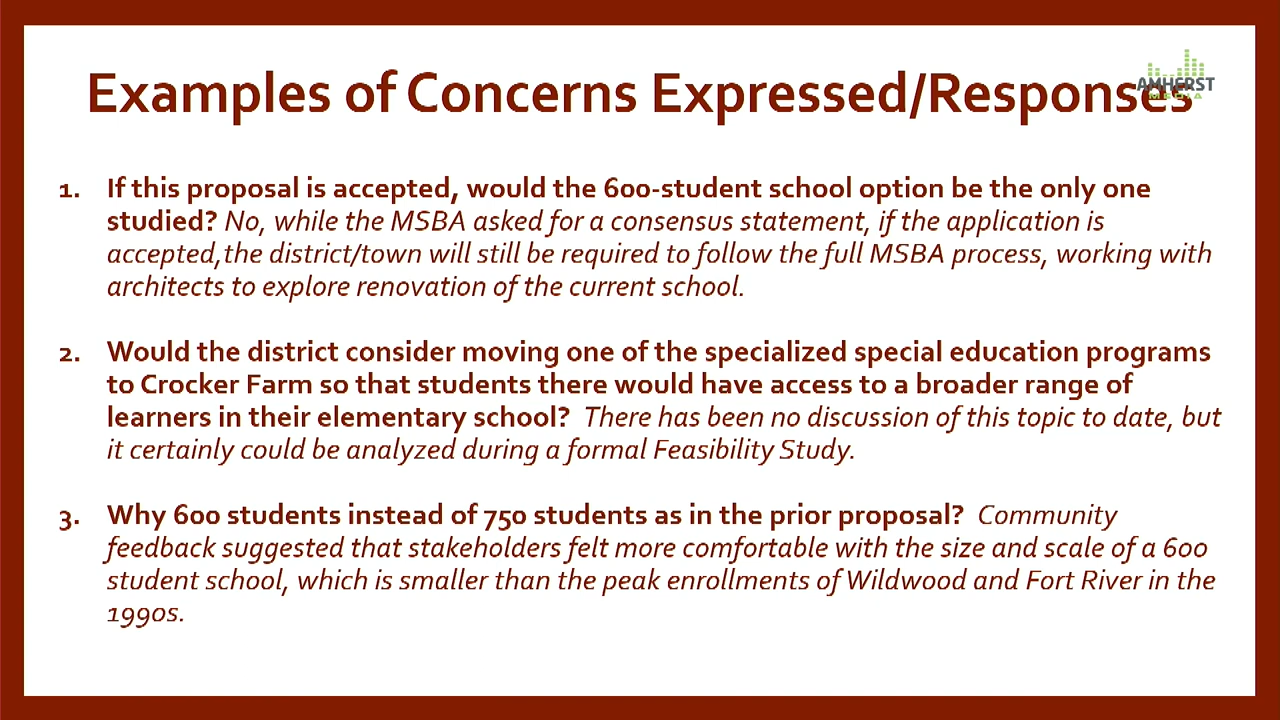 Examples of Concerns Expressed/Responses
AMHERST
MEDIA
1. If this proposal is accepted, would the 600-student school option be the only one
studied? No, while the MSBA asked for a consensus statement, if the application is
accepted,the district/town will still be required to follow the full MSBA process, working with
architects to explore renovation of the current school.
2. Would the district consider moving one of the specialized special education programs
to Crocker Farm so that students there would have access to a broader range of
learners in their elementary school? There has been no discussion of this topic to date, but
it certainly could be analyzed during a formal Feasibility Study.
3. Why 600 students instead of 750 students as in the prior proposal? Community
feedback suggested that stakeholders felt more comfortable with the size and scale of a 600
student school, which is smaller than the peak enrollments of Wildwood and Fort River in the
1990s.